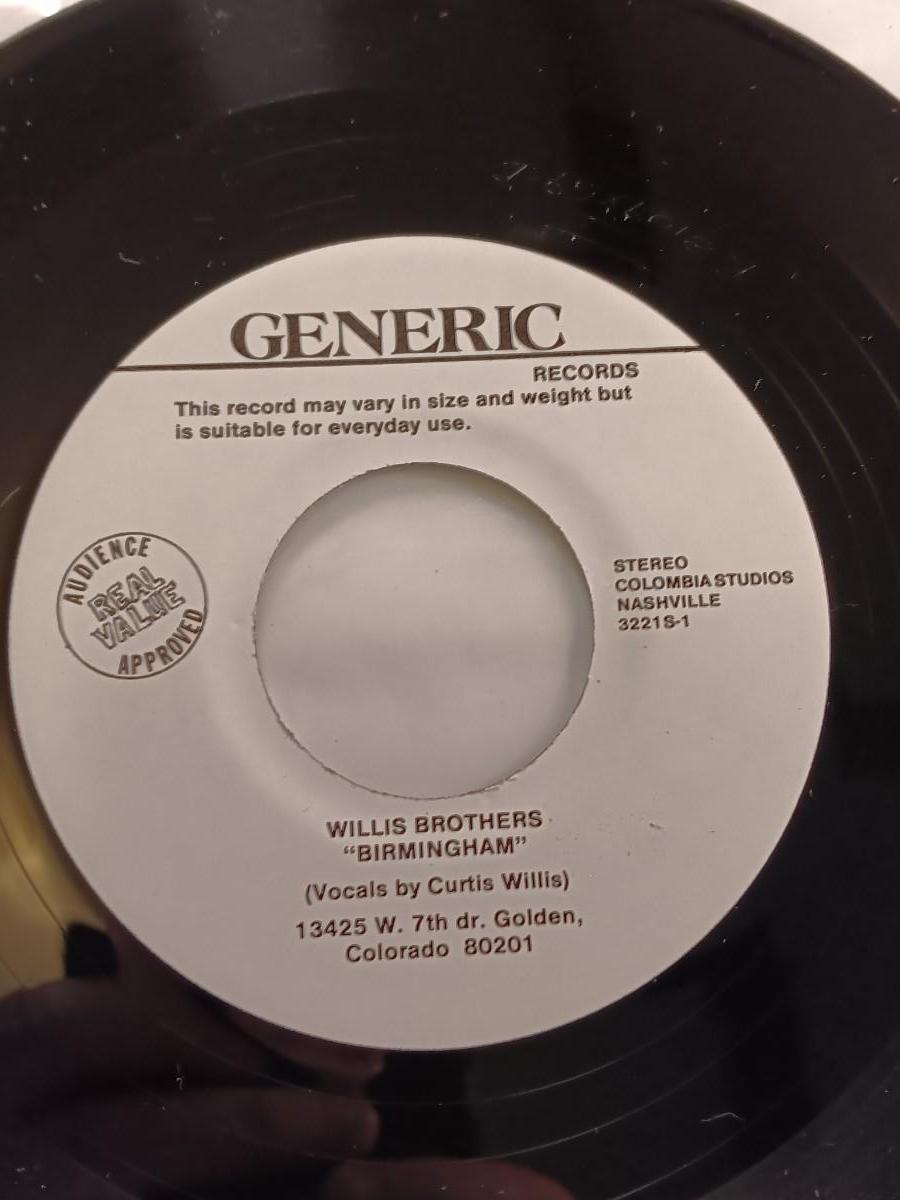 GENERIC
RECORDS
This record may vary in size and weight but
is suitable for everyday use.
AUDIENCE
REAL
VALUE
APPROVED
STEREO
COLOMBIA STUDIOS
NASHVILLE
3221S-1
WILLIS BROTHERS
“BIRMINGHAM”
(Vocals by Curtis Willis)
13425 W. 7th dr. Golden,
Colorado 80201